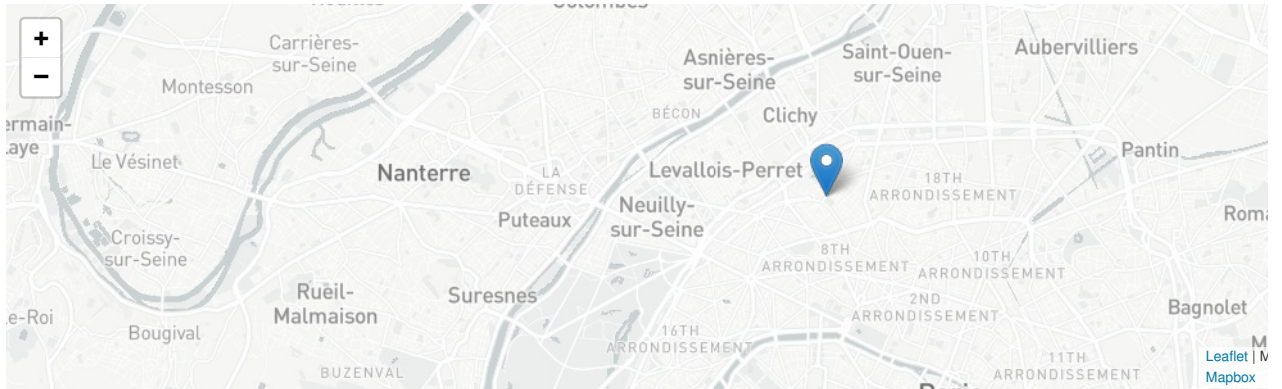 +
−
Carrières-
sur-Seine
Montesson
Le Vésinet
Croissy-
sur-Seine
Bougival
Nanterre
Rueil-
Malmaison
BUZENVAL
LA
DÉFENSE
Puteaux
Suresnes
Asnières-
sur-Seine
BÉCON
Clichy
Levallois-Perret
Neuilly-
sur-Seine
Saint-Ouen-
sur-Seine
Aubervilliers
Pantin
18TH
ARRONDISSEMENT
8TH
ARRONDISSEMENT
10TH
ARRONDISSEMENT
2ND
ARRONDISSEMENT
16TH
ARRONDISSEMENT
11TH
ARRONDISSEMENT
Bagnolet
Leaflet | M
Mapbox